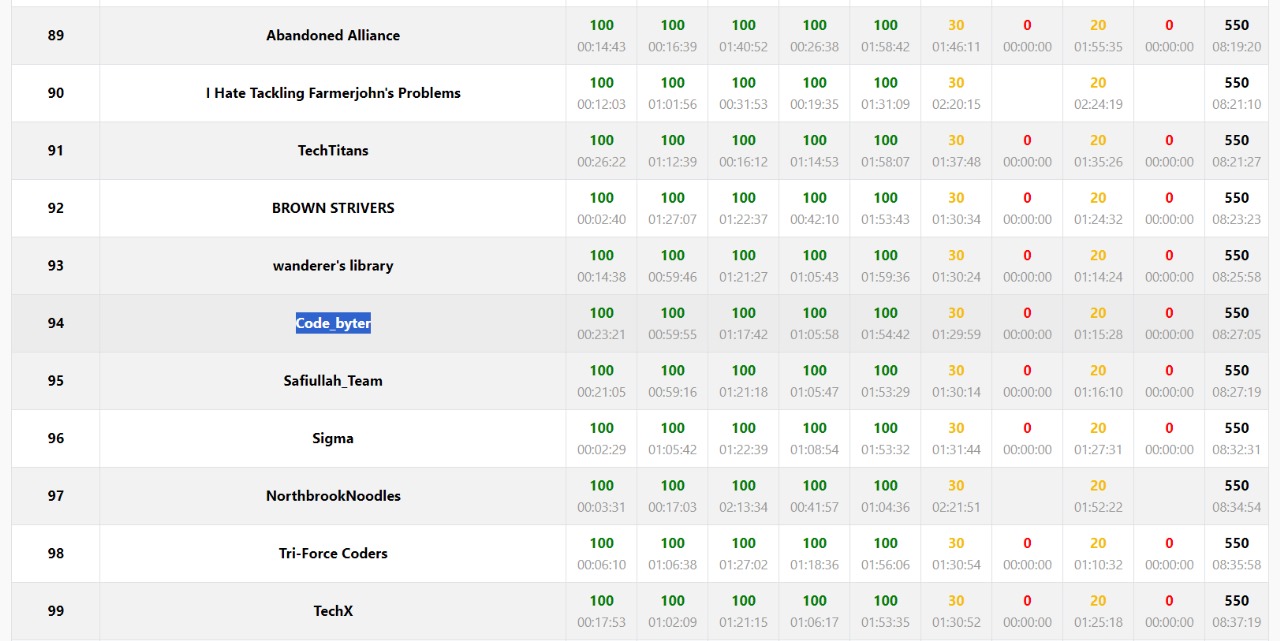 89 Abandoned Alliance 100 100 100 100 100 30 0 20 0 550
00:14:43 00:16:39 01:40:52 00:26:38 01:58:42 01:46:11 00:00:00 01:55:35 00:00:00 08:19:20
90 I Hate Tackling Farmerjohn's Problems 100 100 100 100 100 30 20 550
00:12:03 01:01:56 00:31:53 00:19:35 01:31:09 02:20:15 02:24:19 08:21:10
91 TechTitans 100 100 100 100 100 30 0 20 0 550
00:26:22 01:12:39 00:16:12 01:14:53 01:58:07 01:37:48 00:00:00 01:35:26 00:00:00 08:21:27
92 BROWN STRIVERS 100 100 100 100 100 30 0 20 0 550
00:02:40 01:27:07 01:22:37 00:42:10 01:53:43 01:30:34 00:00:00 01:24:32 00:00:00 08:23:23
93 wanderer's library 100 100 100 100 100 30 0 20 0 550
00:14:38 00:59:46 01:21:27 01:05:43 01:59:36 01:30:24 00:00:00 01:14:24 00:00:00 08:25:58
94 Code_byter 100 100 100 100 100 30 0 20 0 550
00:23:21 00:59:55 01:17:42 01:05:58 01:54:42 01:29:59 00:00:00 01:15:28 00:00:00 08:27:05
95 Safiullah_Team 100 100 100 100 100 30 0 20 0 550
00:21:05 00:59:16 01:21:18 01:05:47 01:53:29 01:30:14 00:00:00 01:16:10 00:00:00 08:27:19
96 Sigma 100 100 100 100 100 30 0 20 0 550
00:02:29 01:05:42 01:22:39 01:08:54 01:53:32 01:31:44 00:00:00 01:27:31 00:00:00 08:32:31
97 NorthbrookNoodles 100 100 100 100 100 30 20 550
00:03:31 00:17:03 02:13:34 00:41:57 01:04:36 02:21:51 01:52:22 08:34:54
98 Tri-Force Coders 100 100 100 100 100 30 0 20 0 550
00:06:10 01:06:38 01:27:02 01:18:36 01:56:06 01:30:54 00:00:00 01:10:32 00:00:00 08:35:58
99 TechX 100 100 100 100 100 30 0 20 0 550
00:17:53 01:02:09 01:21:15 01:06:17 01:53:35 01:30:52 00:00:00 01:25:18 00:00:00 08:37:19